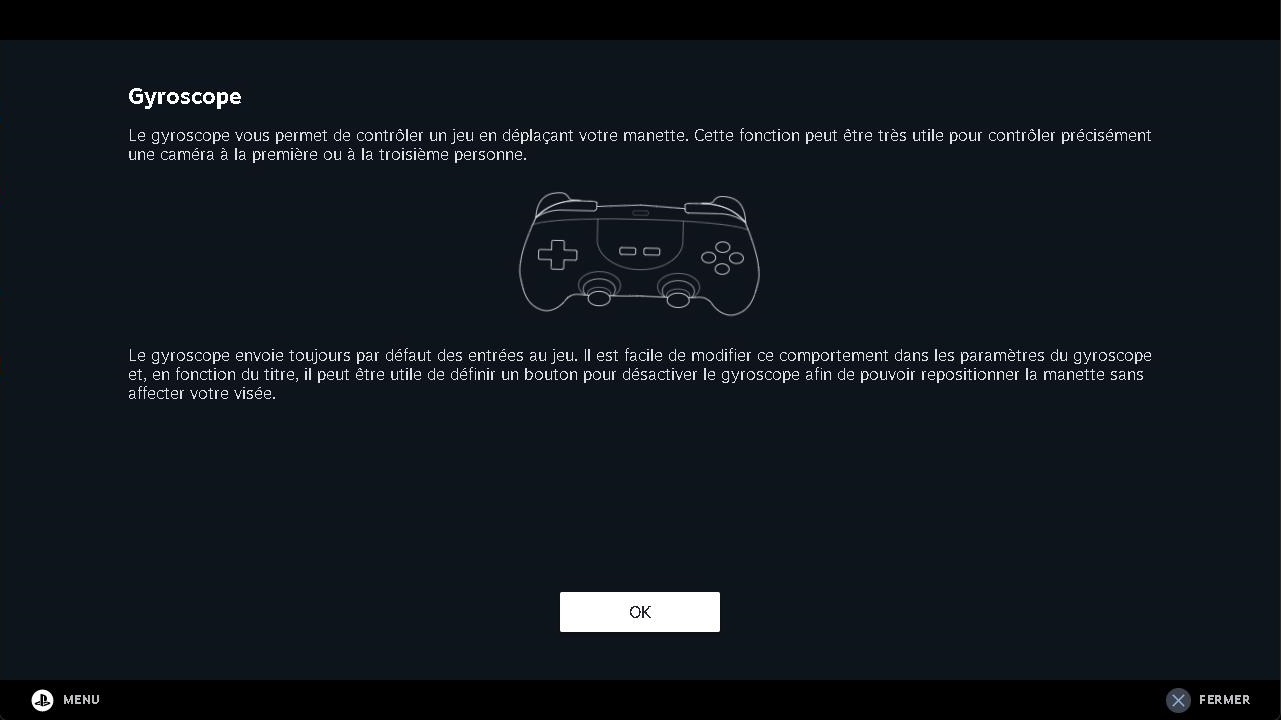 Gyroscope
Le gyroscope vous permet de contrôler un jeu en déplaçant votre manette. Cette fonction peut être très utile pour contrôler précisément
une caméra à la première ou à la troisième personne.
Le gyroscope envoie toujours par défaut des entrées au jeu. Il est facile de modifier ce comportement dans les paramètres du gyroscope
et, en fonction du titre, il peut être utile de définir un bouton pour désactiver le gyroscope afin de pouvoir repositionner la manette sans
affecter votre visée.
OK
MENU
FERMER